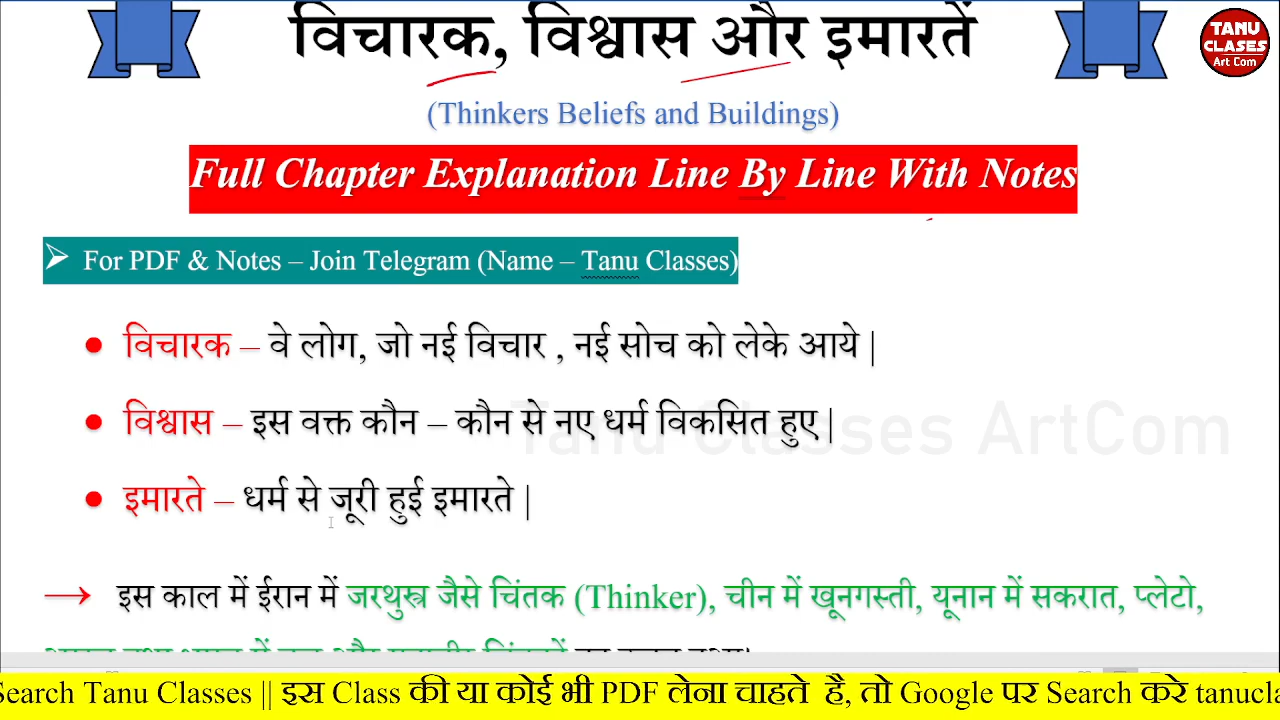 विचारक, विश्वास और इमारतें
TANU
CLASES
Art Com
(Thinkers Beliefs and Buildings)
Full Chapter Explanation Line By Line With Notes
For PDF & Notes – Join Telegram (Name – Tanu Classes)
विचारक – वे लोग, जो नई विचार , नई सोच को लेके आये |
विश्वास – इस वक्त कौन – कौन से नए धर्म विकसित हुए |
Tanu Classes ArtCom
इमारते – धर्म से जूरी हुई इमारते |
इस काल में ईरान में जरथुस्त्र जैसे चिंतक (Thinker), चीन में खूनगस्ती, यूनान में सकरात, प्लेटो,
Search Tanu Classes || इस Class की या कोई भी PDF लेना चाहते है, तो Google पर Search करे tanucla